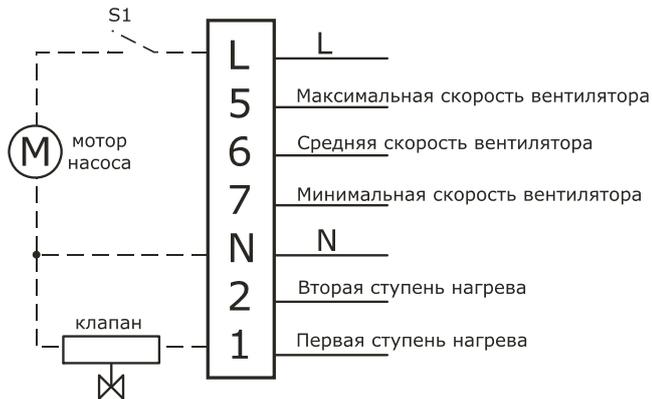 S1
L L
5 Максимальная скорость вентилятора
6 Средняя скорость вентилятора
M мотор
насоса
7 Минимальная скорость вентилятора
N N
2 Вторая ступень нагрева
клапан
1 Первая ступень нагрева